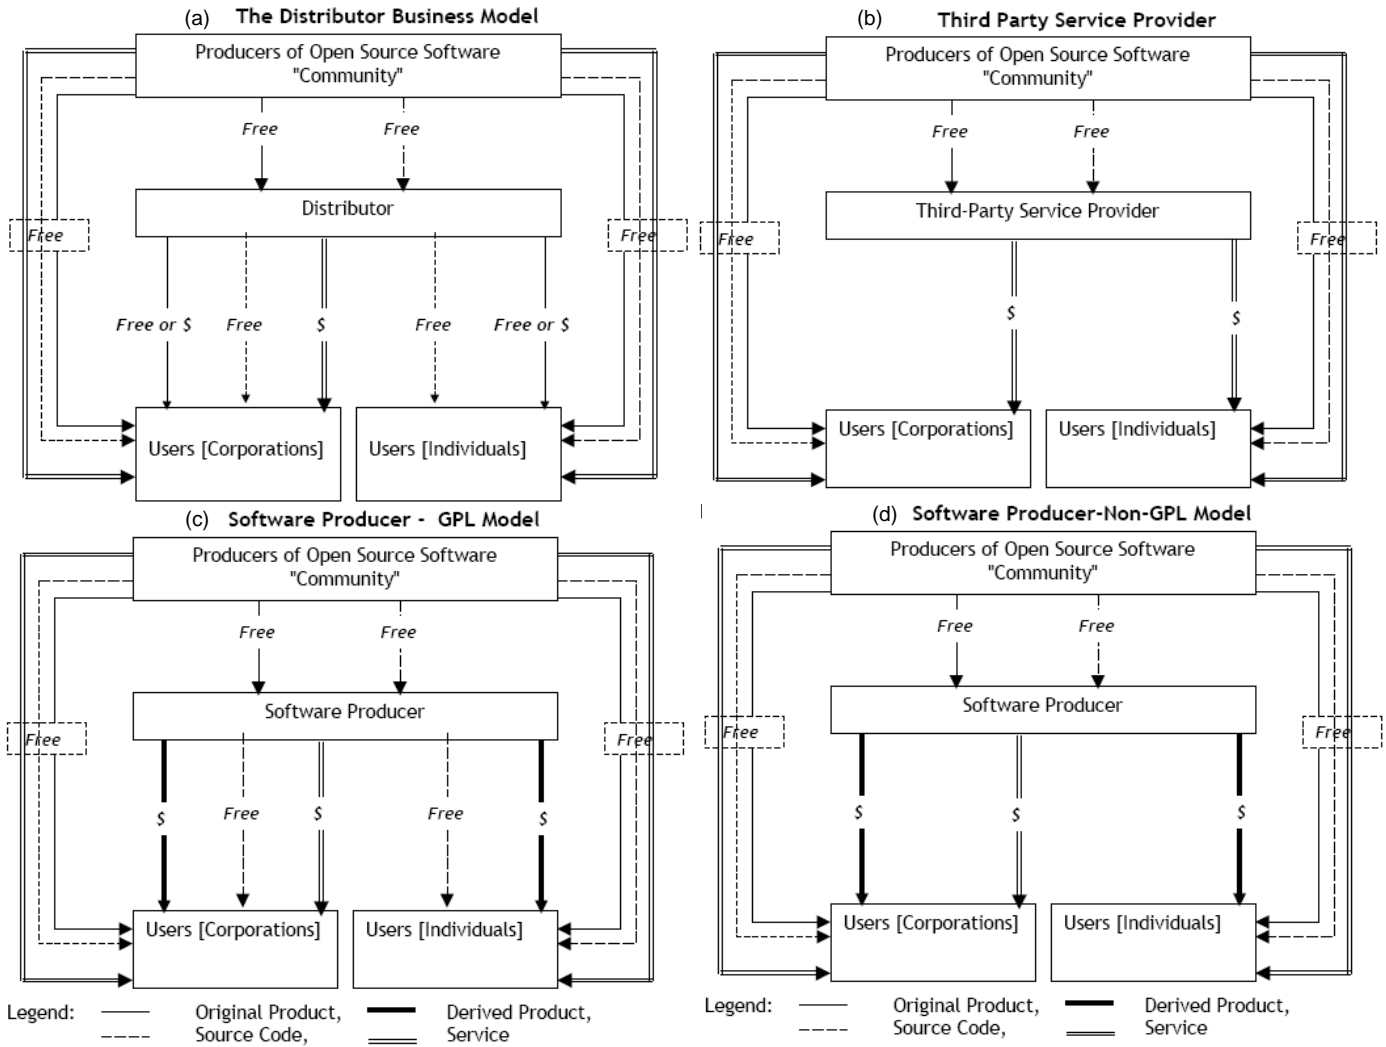 (a) The Distributor Business Model
Producers of Open Source Software
"Community"
Free
Free
Distributor
Free
Free
Free or $
Free
$
Free
Free or $
Users [Corporations]
Users [Individuals]
(b) Third Party Service Provider
Producers of Open Source Software
"Community"
Free
Free
Third-Party Service Provider
Free
Free
$
$
Users [Corporations]
Users [Individuals]
(c) Software Producer - GPL Model
Producers of Open Source Software
"Community"
Free
Free
Software Producer
Free
Free
$
Free
$
Free
$
Users [Corporations]
Users [Individuals]
Legend: Original Product, Derived Product,
Source Code, Service
(d) Software Producer-Non-GPL Model
Producers of Open Source Software
"Community"
Free
Free
Software Producer
Free
Free
$
$
$
Users [Corporations]
Users [Individuals]
Legend: Original Product, Derived Product,
Source Code, Service